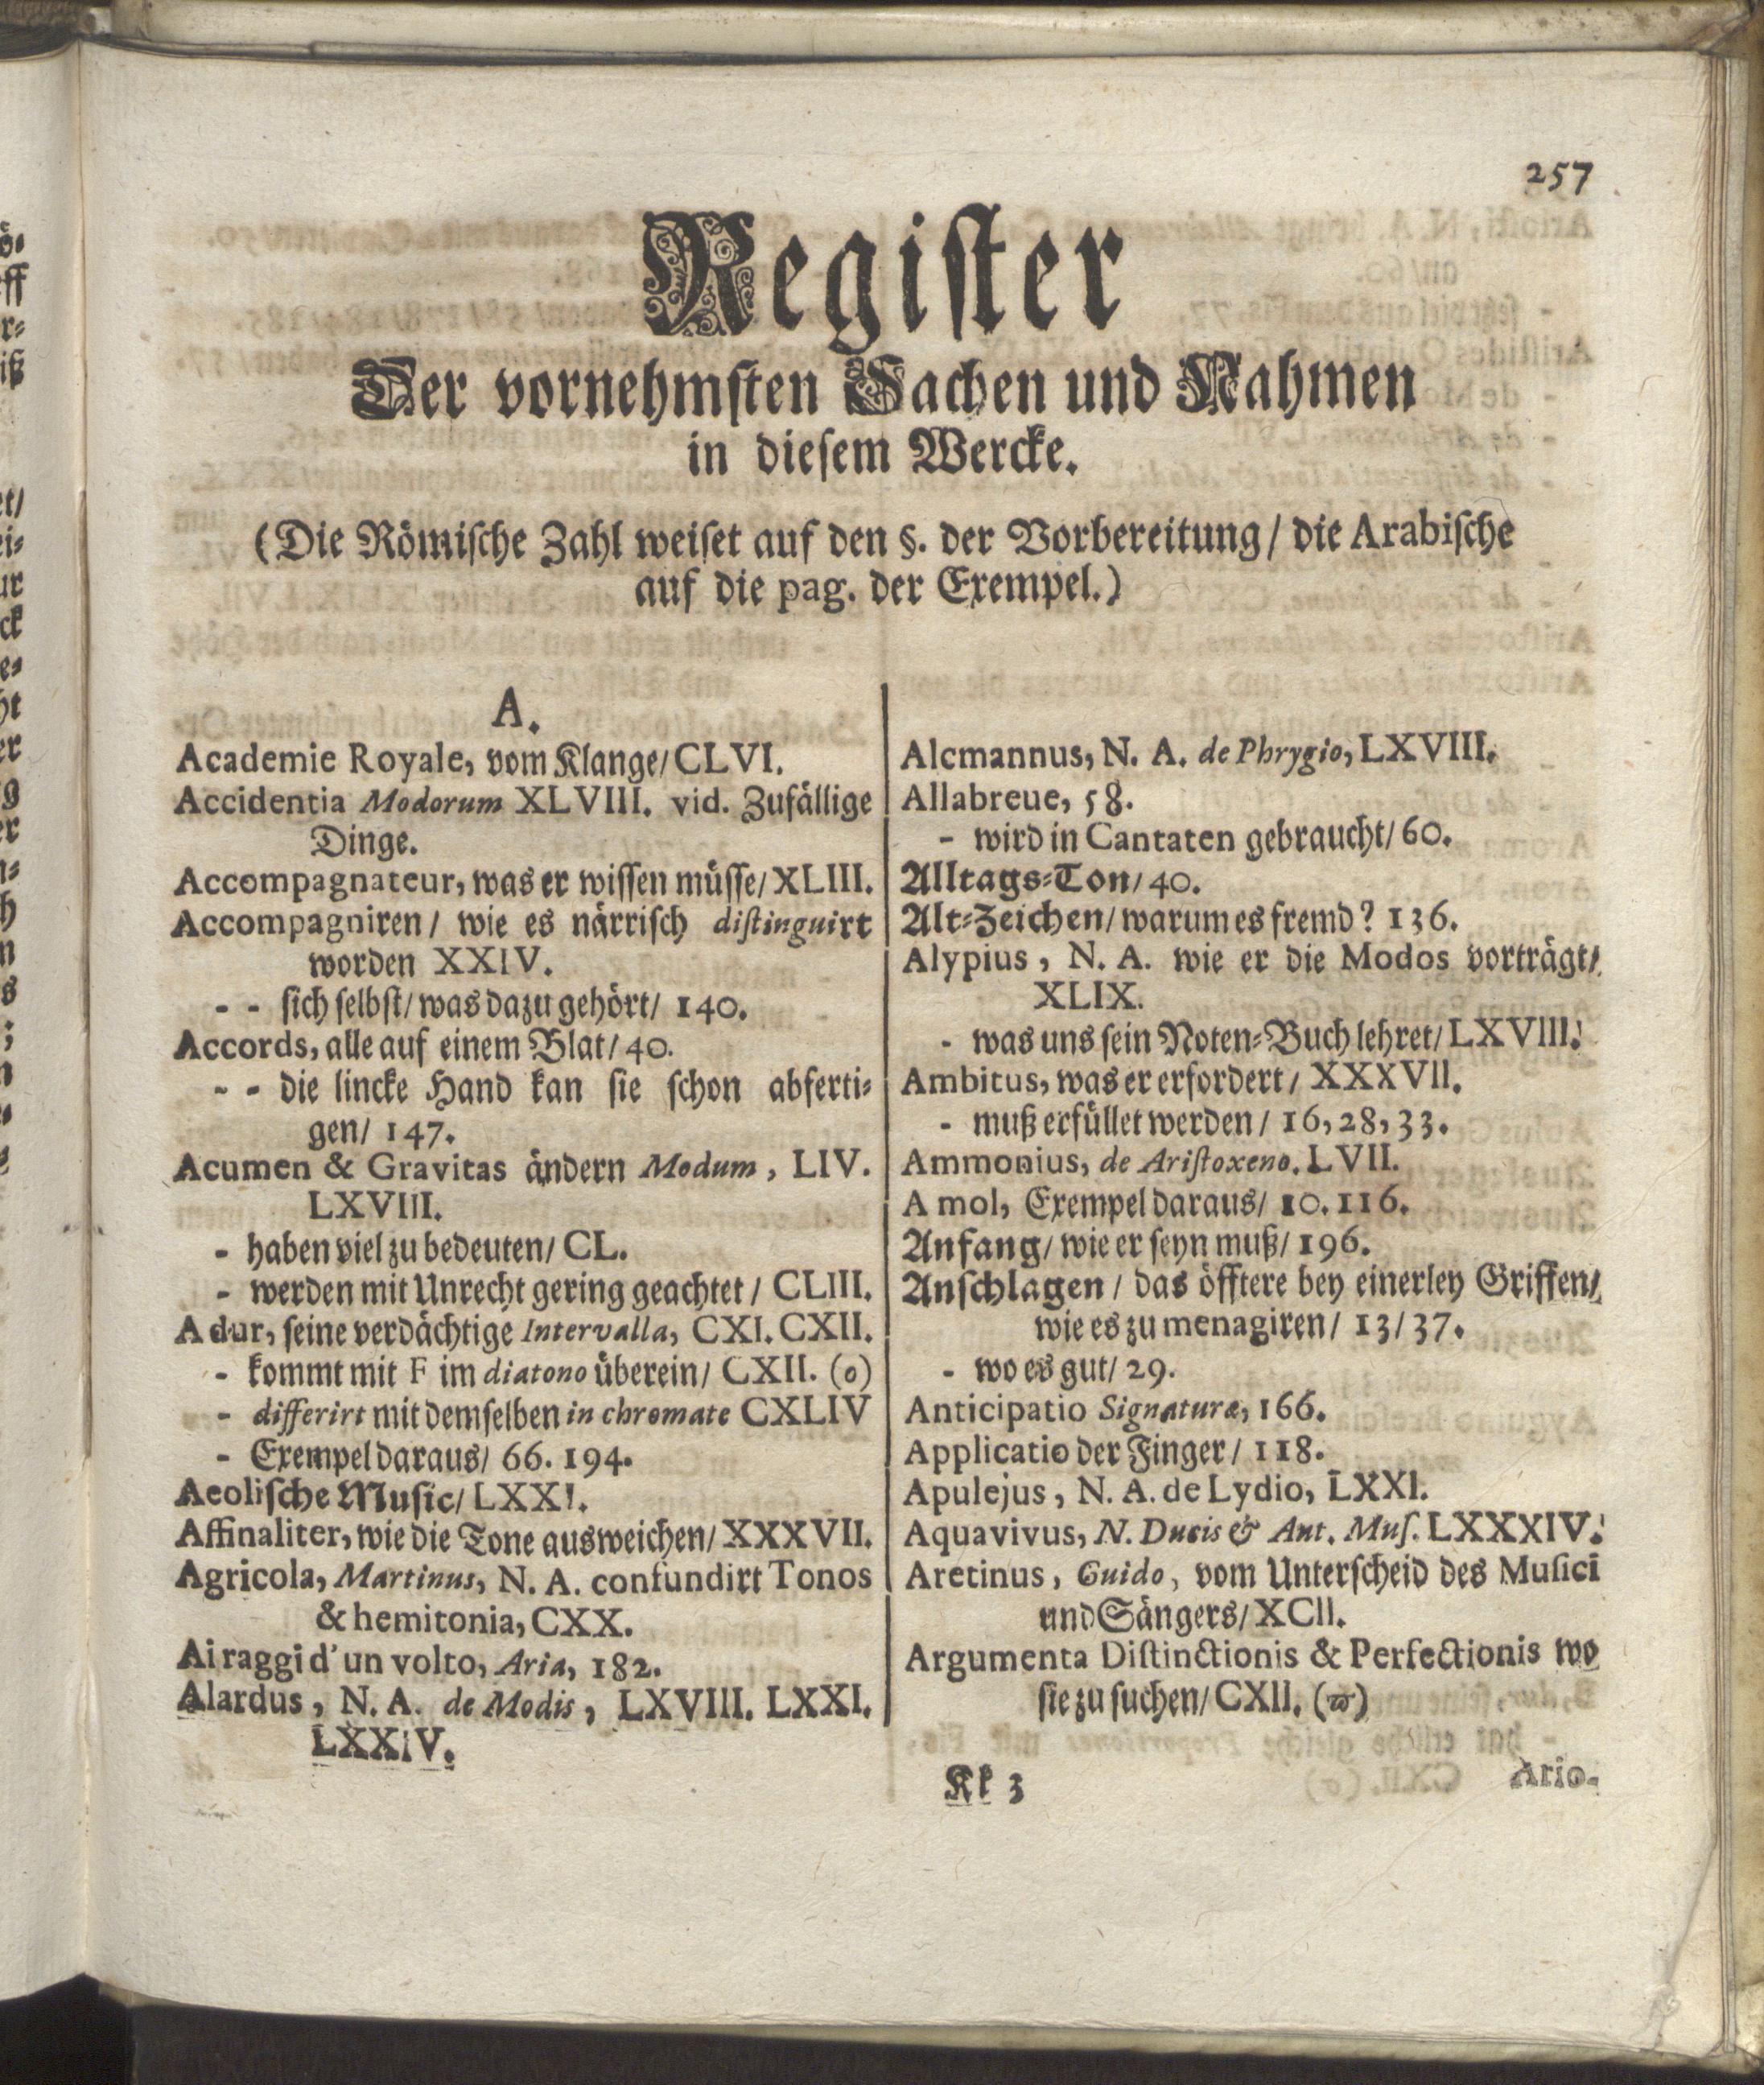 257
Register
Der vornehmsten Sachen und Nahmen
in diesem Wercke.
(Die Römische Zahl weiset auf den §. der Vorbereitung/ die Arabische
auf die pag. der Exempel.)
A.
Academie Royale, vom Klange/ CLVI.
Accidentia Modorum XLVIII. vid. Zufällige
Dinge.
Accompagnateur, was er wissen müsse/ XLIII.
Accompagniren/ wie es närrisch distinguirt
worden XXIV.
- - sich selbst/ was dazu gehört/ 140.
Accords, alle auf einem Blat/ 40.
- - die lincke Hand kan sie schon abferti-
gen/ 147.
Acumen & Gravitas ändern Modum, LIV.
LXVIII.
- haben viel zu bedeuten/ CL.
- werden mit Unrecht gering geachtet/ CLIII.
A dur, seine verdächtige Intervalla, CXI. CXII.
- kommt mit F im diatono überein/ CXII. (o)
- differirt mit demselben in chromate CXLIV
- Exempel daraus/ 66. 194.
Aeolische Music/ LXXI.
Affinaliter, wie die Tone ausweichen/ XXXVII.
Agricola, Martinus, N. A. confundirt Tonos
& hemitonia, CXX.
Ai raggi d' un volto, Aria, 182.
Alardus, N. A. de Modis, LXVIII. LXXI.
LXXIV.
Alcmannus, N. A. de Phrygio, LXVIII.
Allabreue, 58.
- wird in Cantaten gebraucht/ 60.
Alltags-Ton/ 40.
Alt-Zeichen/ warum es fremd? 136.
Alypius, N. A. wie er die Modos vorträgt/
XLIX.
- was uns sein Noten-Buch lehret/ LXVIII.
Ambitus, was er erfordert/ XXXVII.
- muß erfüllet werden/ 16, 28, 33.
Ammonius, de Aristoxeno. LVII.
A mol, Exempel daraus/ 10. 116.
Anfang/ wie er seyn muß/ 196.
Anschlagen/ das öfftere bey einerley Griffen/
wie es zu menagiren/ 13/ 37.
- wo es gut/ 29.
Anticipatio Signaturæ, 166.
Applicatio der Finger/ 118.
Apulejus, N. A. de Lydio, LXXI.
Aquavivus, N. Ducis & Ant. Mus. LXXXIV.
Aretinus, Guido, vom Unterscheid des Musici
und Sängers/ XCII.
Argumenta Distinctionis & Perfectionis wo
sie zu suchen/ CXII.
Kk 3
Ario-